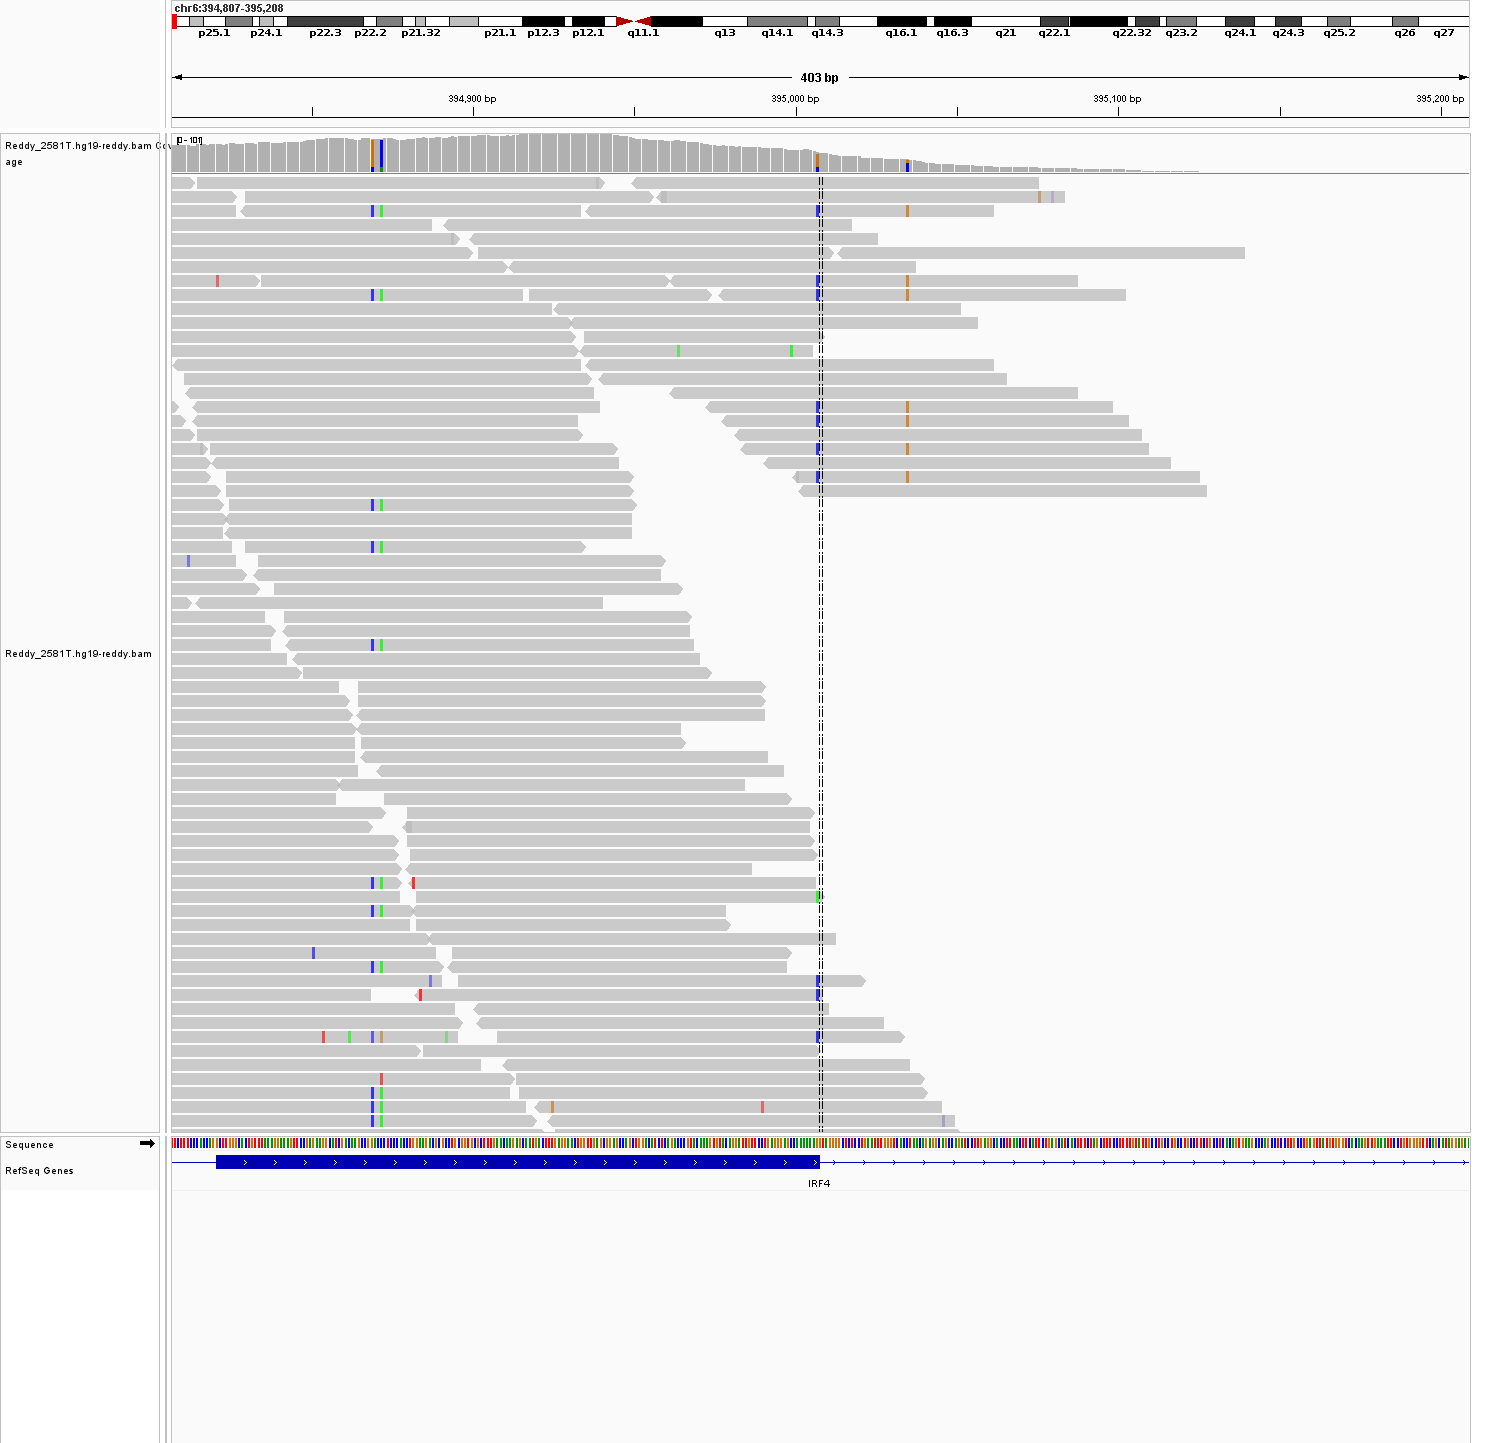 chr6:394,807-395,208
p25.1 p24.1 p22.3 p22.2 p21.32 p21.1 p12.3 p12.1 q11.1 q13 q14.1 q14.3 q16.1 q16.3 q21 q22.1 q22.32 q23.2 q24.1 q24.3 q25.2 q26 q27
403 bp
394,900 bp 395,000 bp 395,100 bp 395,200 bp
[0 - 101]
Reddy_2581T.hg19-reddy.bam Cov
age
Reddy_2581T.hg19-reddy.bam
Sequence
RefSeq Genes
IRF4